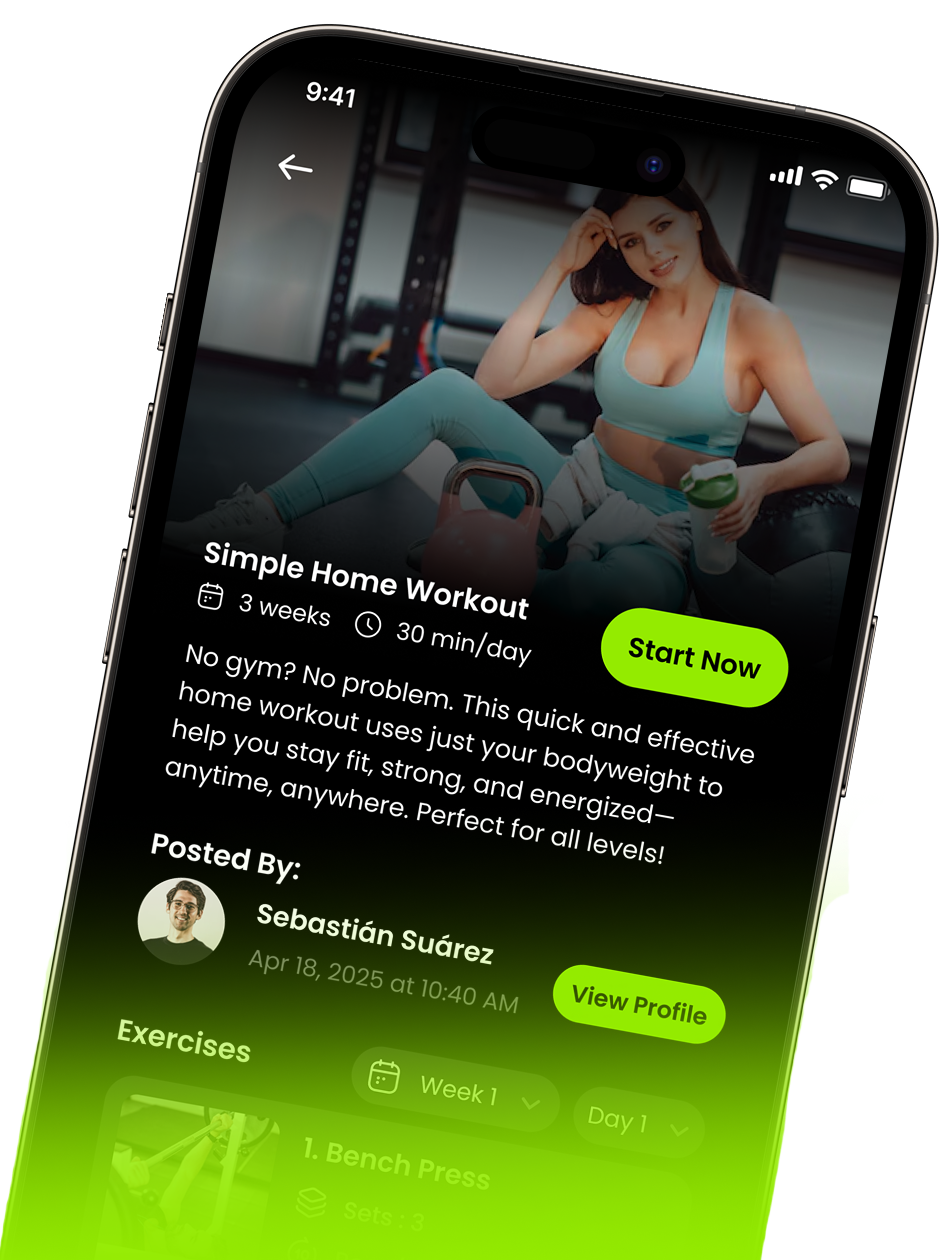 9:41
Simple Home Workout
3 weeks 30 min/day
Start Now
No gym? No problem. This quick and effective
home workout uses just your bodyweight to
help you stay fit, strong, and energized—
anytime, anywhere. Perfect for all levels!
Posted By:
Sebastián Suárez
Apr 18, 2025 at 10:40 AM
View Profile
Exercises
Week 1
Day 1
1. Bench Press
Sets : 3